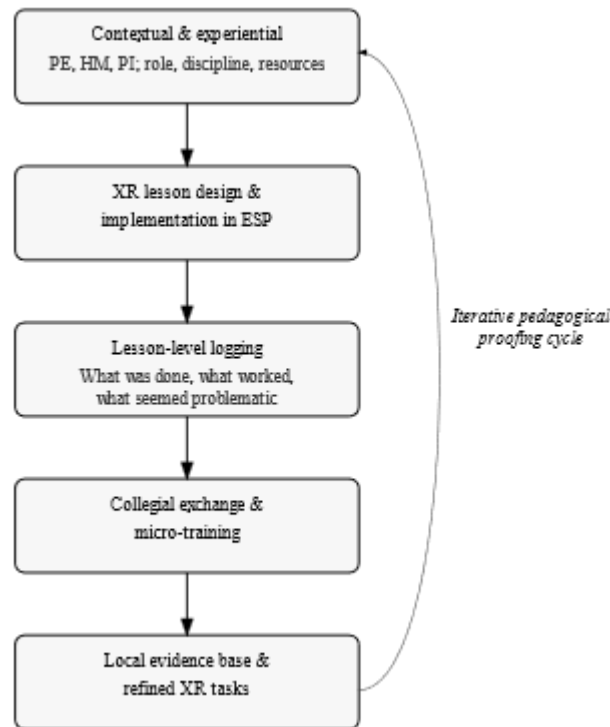 Contextual & experiential
PE, HM, PI; role, discipline, resources
XR lesson design &
implementation in ESP
Iterative pedagogical
proofing cycle
Lesson-level logging
What was done, what worked,
what seemed problematic
Collegial exchange &
micro-training
Local evidence base &
refined XR tasks